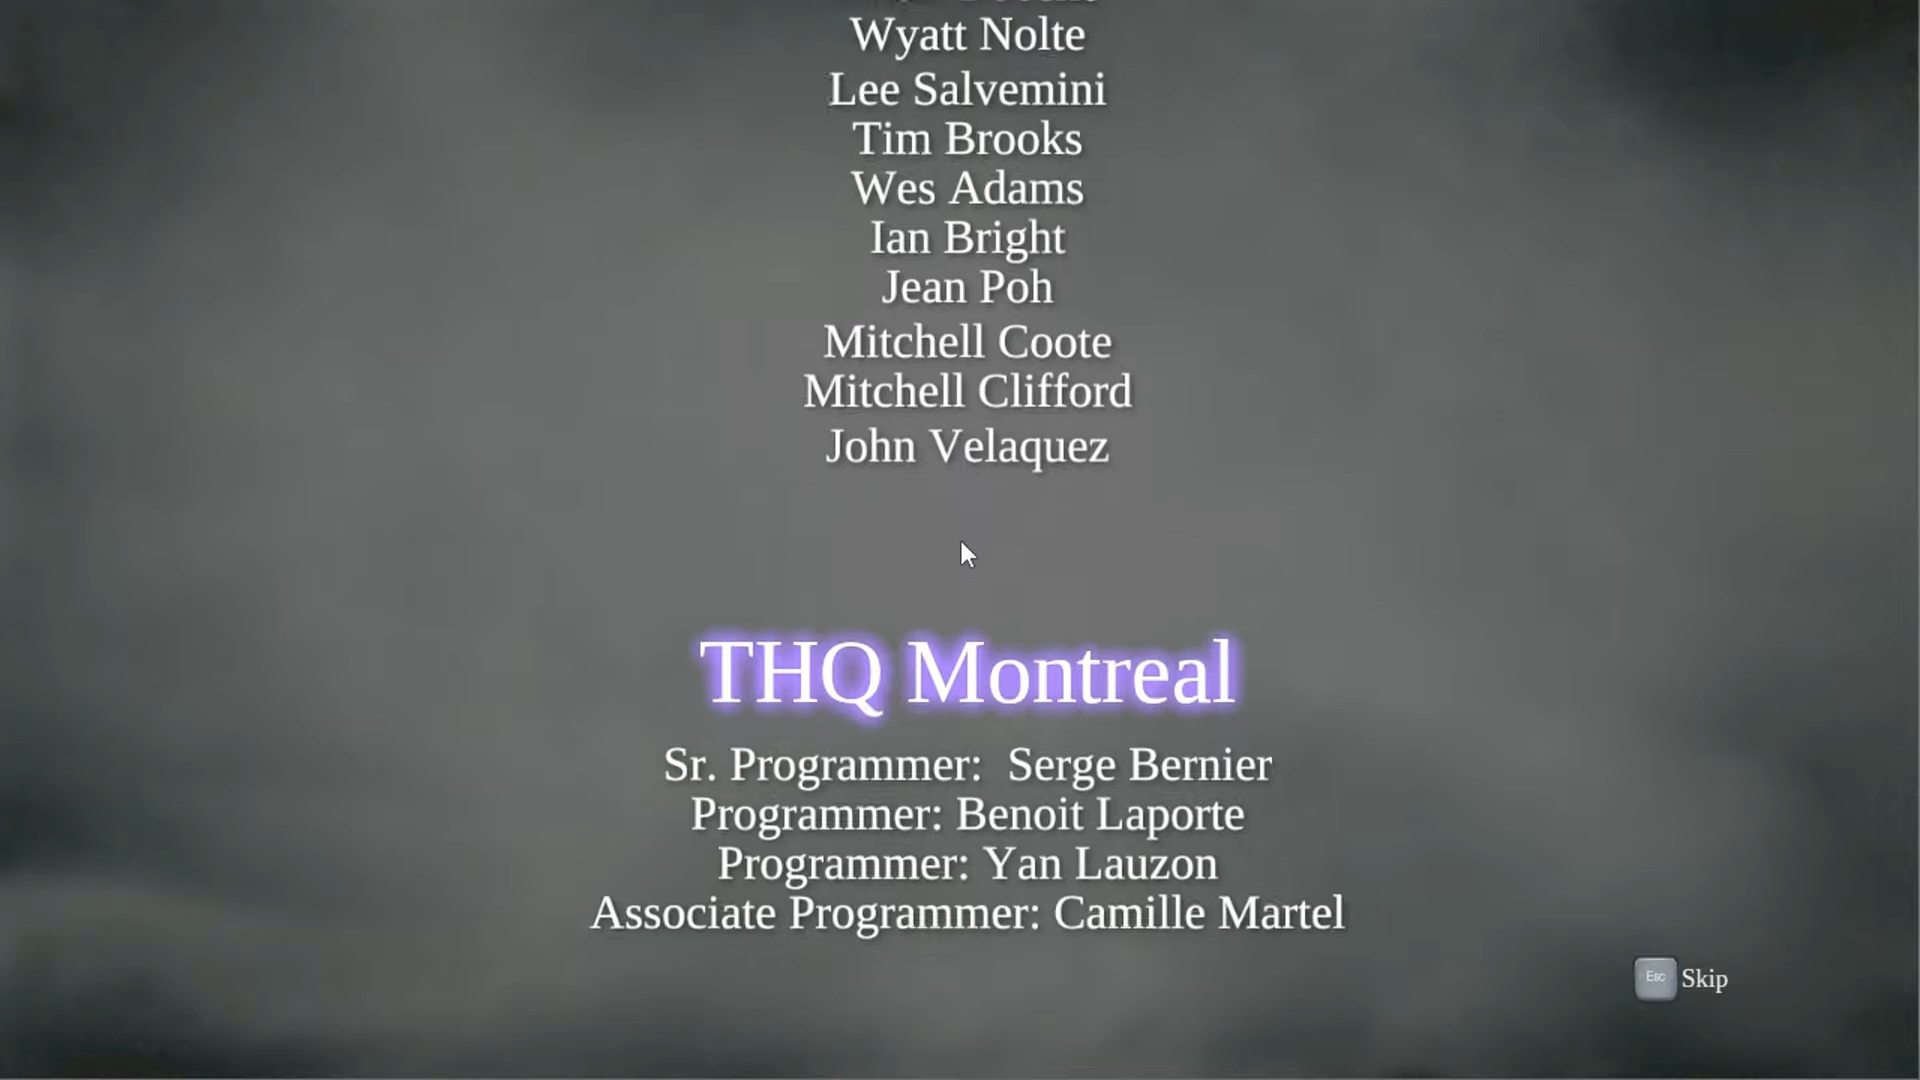 Wyatt Nolte
Lee Salvemini
Tim Brooks
Wes Adams
Ian Bright
Jean Poh
Mitchell Coote
Mitchell Clifford
John Velaquez
THQ Montreal
Sr. Programmer:  Serge Bernier
Programmer: Benoit Laporte
Programmer: Yan Lauzon
Associate Programmer: Camille Martel
Esc Skip